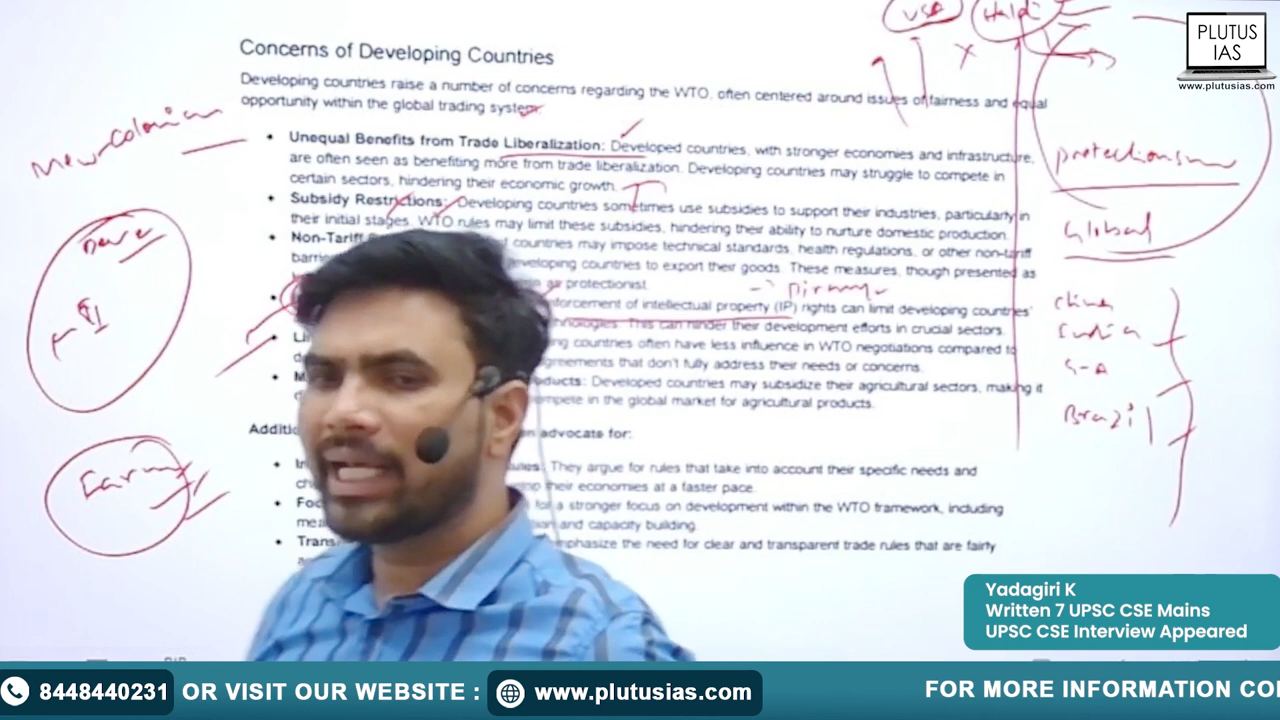 PLUTUS
IAS
www.plutusias.com
USA
Concerns of Developing Countries
Developing countries raise a number of concerns regarding the WTO, often centered around issues of fairness and equal
opportunity within the global trading system.
• Unequal Benefits from Trade Liberalization: Developed countries, with stronger economies and infrastructure,
are often seen as benefiting more from trade liberalization. Developing countries may struggle to compete in
certain sectors, hindering their economic growth.
• Subsidy Restrictions: Developing countries sometimes use subsidies to support their industries, particularly in
their initial stages. WTO rules may limit these subsidies, hindering their ability to nurture domestic production.
Non-Tariff countries may impose technical standards, health regulations, or other non-tariff
developing countries to export their goods. These measures, though presented as
protectionist.
enforcement of intellectual property (IP) rights can limit developing countries'
technologies. This can hinder their development efforts in crucial sectors.
countries often have less influence in WTO negotiations compared to
agreements that don't fully address their needs or concerns.
Products: Developed countries may subsidize their agricultural sectors, making it
compete in the global market for agricultural products.
advocate for:
They argue for rules that take into account their specific needs and
their economies at a faster pace.
for a stronger focus on development within the WTO framework, including
and capacity building.
emphasize the need for clear and transparent trade rules that are fairly
protectionism
Global
China
India
S-A
Brazil
Yadagiri K
Written 7 UPSC CSE Mains
UPSC CSE Interview Appeared
8448440231 OR VISIT OUR WEBSITE : www.plutusias.com FOR MORE INFORMATION CO